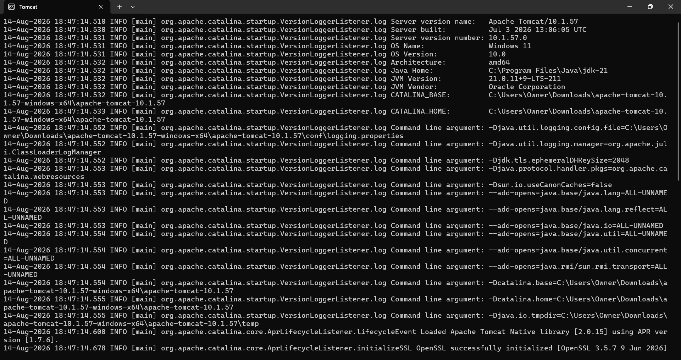 Tomcat
14-Aug-2026 18:47:14.510 INFO [main] org.apache.catalina.startup.VersionLoggerListener.log Server version name:   Apache Tomcat/10.1.57
14-Aug-2026 18:47:14.530 INFO [main] org.apache.catalina.startup.VersionLoggerListener.log Server built:          Jul 3 2026 13:06:05 UTC
14-Aug-2026 18:47:14.531 INFO [main] org.apache.catalina.startup.VersionLoggerListener.log Server version number: 10.1.57.0
14-Aug-2026 18:47:14.531 INFO [main] org.apache.catalina.startup.VersionLoggerListener.log OS Name:               Windows 11
14-Aug-2026 18:47:14.531 INFO [main] org.apache.catalina.startup.VersionLoggerListener.log OS Version:            10.0
14-Aug-2026 18:47:14.532 INFO [main] org.apache.catalina.startup.VersionLoggerListener.log Architecture:          amd64
14-Aug-2026 18:47:14.532 INFO [main] org.apache.catalina.startup.VersionLoggerListener.log Java Home:             C:\Program Files\Java\jdk-21
14-Aug-2026 18:47:14.532 INFO [main] org.apache.catalina.startup.VersionLoggerListener.log JVM Version:           21.0.11+9-LTS-211
14-Aug-2026 18:47:14.532 INFO [main] org.apache.catalina.startup.VersionLoggerListener.log JVM Vendor:            Oracle Corporation
14-Aug-2026 18:47:14.532 INFO [main] org.apache.catalina.startup.VersionLoggerListener.log CATALINA_BASE:         C:\Users\Owner\Downloads\apache-tomcat-10.
1.57-windows-x64\apache-tomcat-10.1.57
14-Aug-2026 18:47:14.533 INFO [main] org.apache.catalina.startup.VersionLoggerListener.log CATALINA_HOME:         C:\Users\Owner\Downloads\apache-tomcat-10.
1.57-windows-x64\apache-tomcat-10.1.57
14-Aug-2026 18:47:14.552 INFO [main] org.apache.catalina.startup.VersionLoggerListener.log Command line argument: -Djava.util.logging.config.file=C:\Users\O
wner\Downloads\apache-tomcat-10.1.57-windows-x64\apache-tomcat-10.1.57\conf\logging.properties
14-Aug-2026 18:47:14.552 INFO [main] org.apache.catalina.startup.VersionLoggerListener.log Command line argument: -Djava.util.logging.manager=org.apache.jul
i.ClassLoaderLogManager
14-Aug-2026 18:47:14.552 INFO [main] org.apache.catalina.startup.VersionLoggerListener.log Command line argument: -Djdk.tls.ephemeralDHKeySize=2048
14-Aug-2026 18:47:14.553 INFO [main] org.apache.catalina.startup.VersionLoggerListener.log Command line argument: -Djava.protocol.handler.pkgs=org.apache.ca
talina.webresources
14-Aug-2026 18:47:14.553 INFO [main] org.apache.catalina.startup.VersionLoggerListener.log Command line argument: -Dsun.io.useCanonCaches=false
14-Aug-2026 18:47:14.553 INFO [main] org.apache.catalina.startup.VersionLoggerListener.log Command line argument: --add-opens=java.base/java.lang=ALL-UNNAME
D
14-Aug-2026 18:47:14.553 INFO [main] org.apache.catalina.startup.VersionLoggerListener.log Command line argument: --add-opens=java.base/java.lang.reflect=AL
L-UNNAMED
14-Aug-2026 18:47:14.553 INFO [main] org.apache.catalina.startup.VersionLoggerListener.log Command line argument: --add-opens=java.base/java.io=ALL-UNNAMED
14-Aug-2026 18:47:14.554 INFO [main] org.apache.catalina.startup.VersionLoggerListener.log Command line argument: --add-opens=java.base/java.util=ALL-UNNAME
D
14-Aug-2026 18:47:14.554 INFO [main] org.apache.catalina.startup.VersionLoggerListener.log Command line argument: --add-opens=java.base/java.util.concurrent
=ALL-UNNAMED
14-Aug-2026 18:47:14.554 INFO [main] org.apache.catalina.startup.VersionLoggerListener.log Command line argument: --add-opens=java.rmi/sun.rmi.transport=ALL
-UNNAMED
14-Aug-2026 18:47:14.554 INFO [main] org.apache.catalina.startup.VersionLoggerListener.log Command line argument: -Dcatalina.base=C:\Users\Owner\Downloads\a
pache-tomcat-10.1.57-windows-x64\apache-tomcat-10.1.57
14-Aug-2026 18:47:14.555 INFO [main] org.apache.catalina.startup.VersionLoggerListener.log Command line argument: -Dcatalina.home=C:\Users\Owner\Downloads\a
pache-tomcat-10.1.57-windows-x64\apache-tomcat-10.1.57
14-Aug-2026 18:47:14.555 INFO [main] org.apache.catalina.startup.VersionLoggerListener.log Command line argument: -Djava.io.tmpdir=C:\Users\Owner\Downloads\
apache-tomcat-10.1.57-windows-x64\apache-tomcat-10.1.57\temp
14-Aug-2026 18:47:14.600 INFO [main] org.apache.catalina.core.AprLifecycleListener.lifecycleEvent Loaded Apache Tomcat Native library [2.0.15] using APR ver
sion [1.7.6].
14-Aug-2026 18:47:14.678 INFO [main] org.apache.catalina.core.AprLifecycleListener.initializeSSL OpenSSL successfully initialized [OpenSSL 3.5.7 9 Jun 2026]